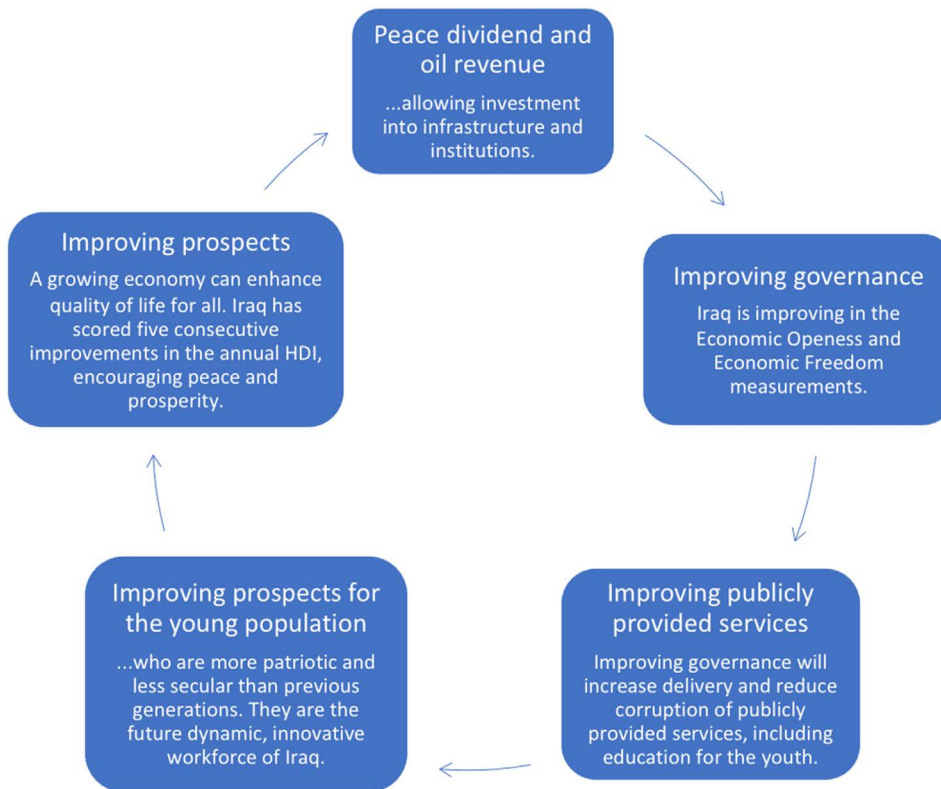 Peace dividend and
oil revenue
...allowing investment
into infrastructure and
institutions.
Improving governance
Iraq is improving in the
Economic Openess and
Economic Freedom
measurements.
Improving publicly
provided services
Improving governance will
increase delivery and reduce
corruption of publicly
provided services, including
education for the youth.
Improving prospects for
the young population
...who are more patriotic and
less secular than previous
generations. They are the
future dynamic, innovative
workforce of Iraq.
Improving prospects
A growing economy can enhance
quality of life for all. Iraq has
scored five consecutive
improvements in the annual HDI,
encouraging peace and
prosperity.